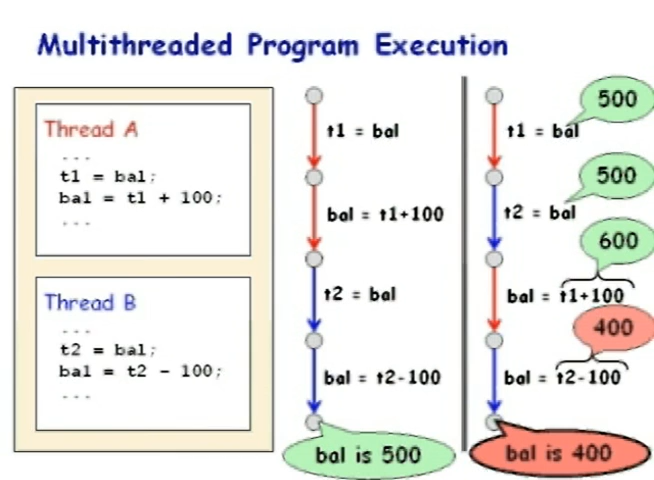 Multithreaded Program Execution
Thread A
...
t1 = bal;
bal = t1 + 100;
...
Thread B
...
t2 = bal;
bal = t2 - 100;
...
t1 = bal
bal = t1+100
t2 = bal
bal = t2-100
bal is 500
500
t1 = bal
500
t2 = bal
600
bal = t1+100
400
bal = t2-100
bal is 400